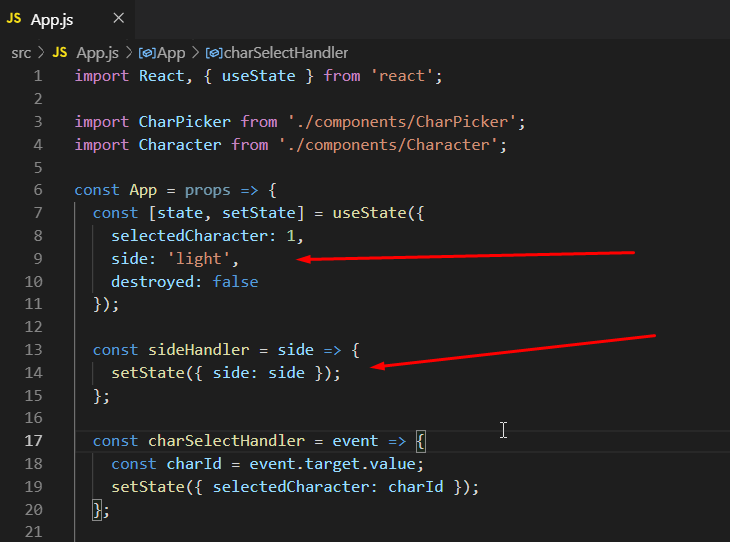 JS App.js ×
src > JS App.js > App > charSelectHandler
1 import React, { useState } from 'react';
2
3 import CharPicker from './components/CharPicker';
4 import Character from './components/Character';
5
6 const App = props => {
7 const [state, setState] = useState({
8 selectedCharacter: 1,
9 side: 'light',
10 destroyed: false
11 });
12
13 const sideHandler = side => {
14 setState({ side: side });
15 };
16
17 const charSelectHandler = event => {
18 const charId = event.target.value;
19 setState({ selectedCharacter: charId });
20 };
21